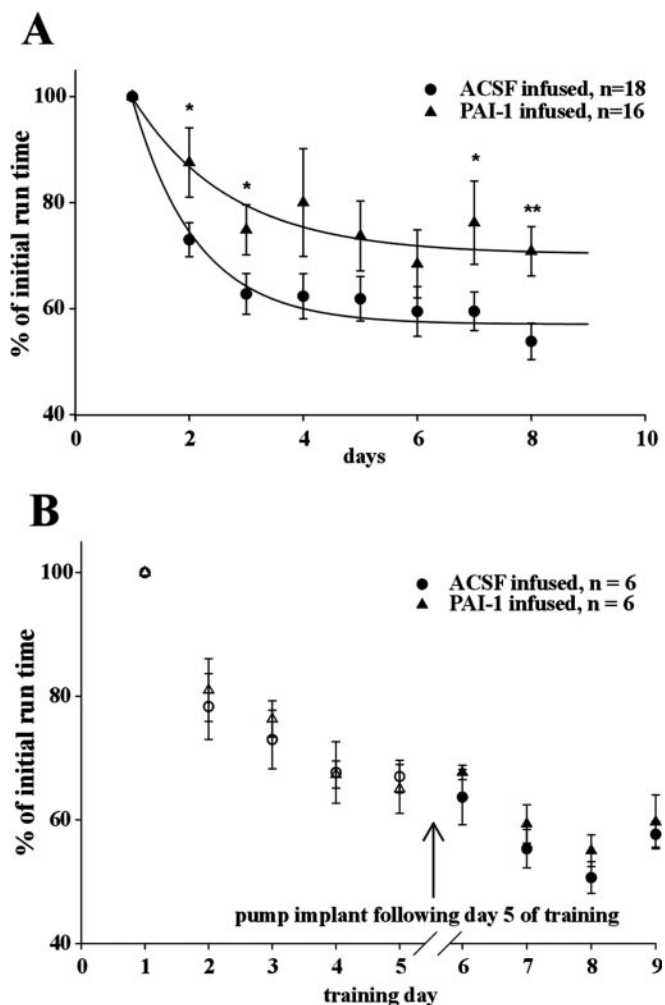 A
ACSF infused, n=18
PAI-1 infused, n=16
100
80
60
40
% of initial run time
*
*
*
**
0
2
4
6
8
10
days
B
ACSF infused, n = 6
PAI-1 infused, n = 6
100
80
60
40
% of initial run time
pump implant following day 5 of training
0
1
2
3
4
5
6
7
8
9
training day